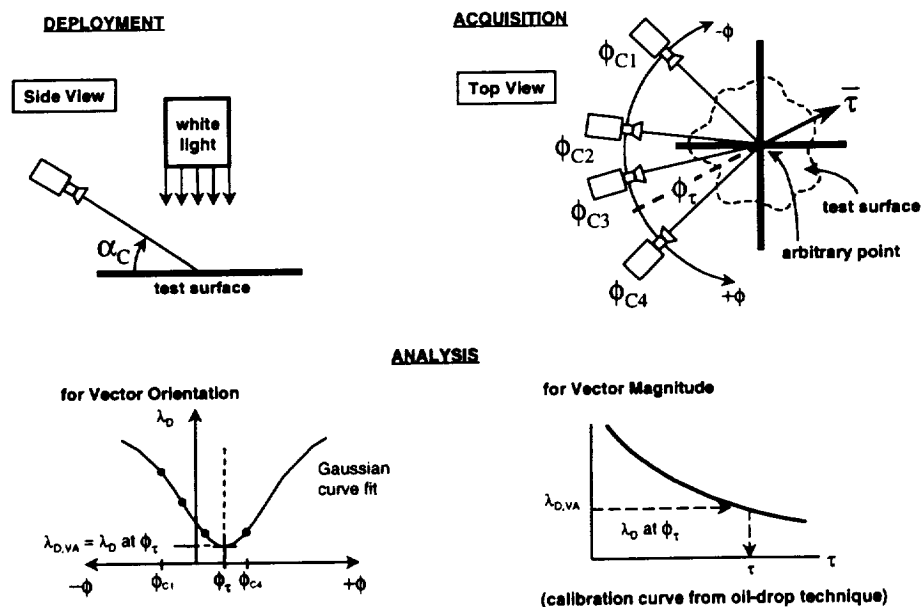 DEPLOYMENT
Side View
white
light
α_C
test surface
ACQUISITION
Top View
-ϕ
ϕ_C1
ϕ_C2
ϕ_C3
ϕ_C4
ϕ_τ
τ̅
test surface
arbitrary point
+ϕ
ANALYSIS
for Vector Orientation
λ_D
Gaussian
curve fit
λ_D,VA = λ_D at ϕ_τ
-ϕ
ϕ_C1
ϕ_τ
ϕ_C4
+ϕ
for Vector Magnitude
λ_D,VA
λ_D at ϕ_τ
τ
τ
(calibration curve from oil-drop technique)